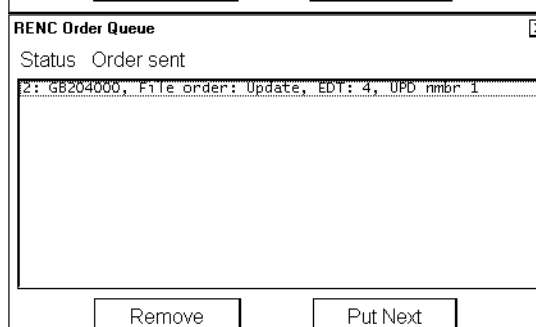 RENC Order Queue
Status Order sent
2: GB204000, File order: Update, EDT: 4, UPD nmbr 1
Remove Put Next